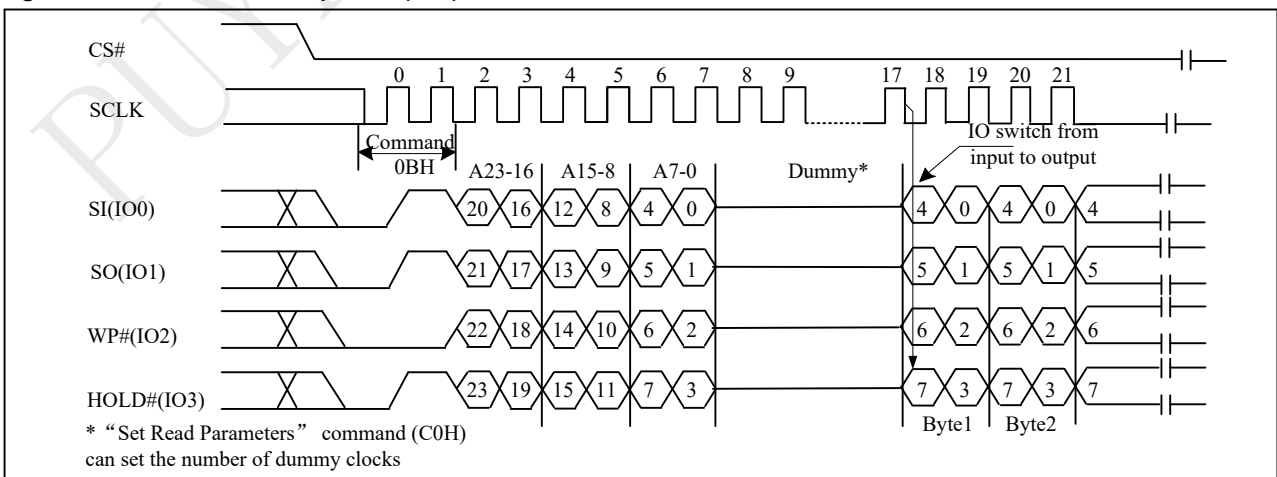 PUY
CS#
0 1 2 3 4 5 6 7 8 9 17 18 19 20 21
SCLK
Command
0BH
IO switch from
input to output
A23-16 A15-8 A7-0 Dummy*
SI(IO0) 20 16 12 8 4 0 4 0 4 0 4
SO(IO1) 21 17 13 9 5 1 5 1 5 1 5
WP#(IO2) 22 18 14 10 6 2 6 2 6 2 6
HOLD#(IO3) 23 19 15 11 7 3 7 3 7 3 7
Byte1 Byte2
* “Set Read Parameters” command (C0H)
can set the number of dummy clocks